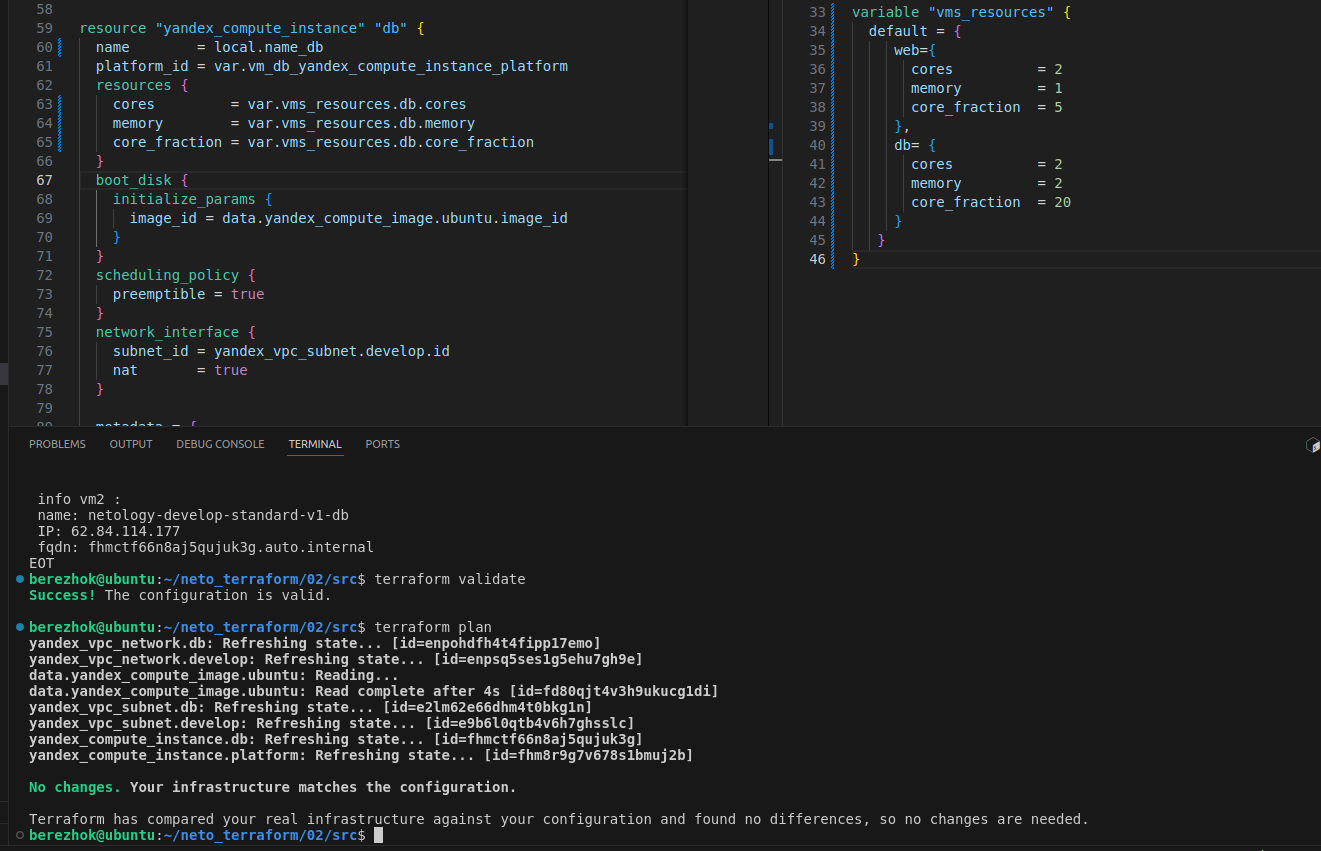 58
59 resource "yandex_compute_instance" "db" {
60   name        = local.name_db
61   platform_id = var.vm_db_yandex_compute_instance_platform
62   resources {
63     cores         = var.vms_resources.db.cores
64     memory        = var.vms_resources.db.memory
65     core_fraction = var.vms_resources.db.core_fraction
66   }
67   boot_disk {
68     initialize_params {
69       image_id = data.yandex_compute_image.ubuntu.image_id
70     }
71   }
72   scheduling_policy {
73     preemptible = true
74   }
75   network_interface {
76     subnet_id = yandex_vpc_subnet.develop.id
77     nat       = true
78   }
79
80   metadata = {
33 variable "vms_resources" {
34   default = {
35      web={
36        cores          = 2
37        memory         = 1
38        core_fraction  = 5
39      },
40      db= {
41        cores          = 2
42        memory         = 2
43        core_fraction  = 20
44      }
45    }
46 }
PROBLEMS OUTPUT DEBUG CONSOLE TERMINAL PORTS
info vm2 :
name: netology-develop-standard-v1-db
IP: 62.84.114.177
fqdn: fhmctf66n8aj5qujuk3g.auto.internal
EOT
berezhok@ubuntu:~/neto_terraform/02/src$ terraform validate
Success! The configuration is valid.
berezhok@ubuntu:~/neto_terraform/02/src$ terraform plan
yandex_vpc_network.db: Refreshing state... [id=enpohdfh4t4fipp17emo]
yandex_vpc_network.develop: Refreshing state... [id=enpsq5ses1g5ehu7gh9e]
data.yandex_compute_image.ubuntu: Reading...
data.yandex_compute_image.ubuntu: Read complete after 4s [id=fd80qjt4v3h9ukucg1di]
yandex_vpc_subnet.db: Refreshing state... [id=e2lm62e66dhm4t0bkg1n]
yandex_vpc_subnet.develop: Refreshing state... [id=e9b6l0qtb4v6h7ghsslc]
yandex_compute_instance.db: Refreshing state... [id=fhmctf66n8aj5qujuk3g]
yandex_compute_instance.platform: Refreshing state... [id=fhm8r9g7v678s1bmuj2b]
No changes. Your infrastructure matches the configuration.
Terraform has compared your real infrastructure against your configuration and found no differences, so no changes are needed.
berezhok@ubuntu:~/neto_terraform/02/src$